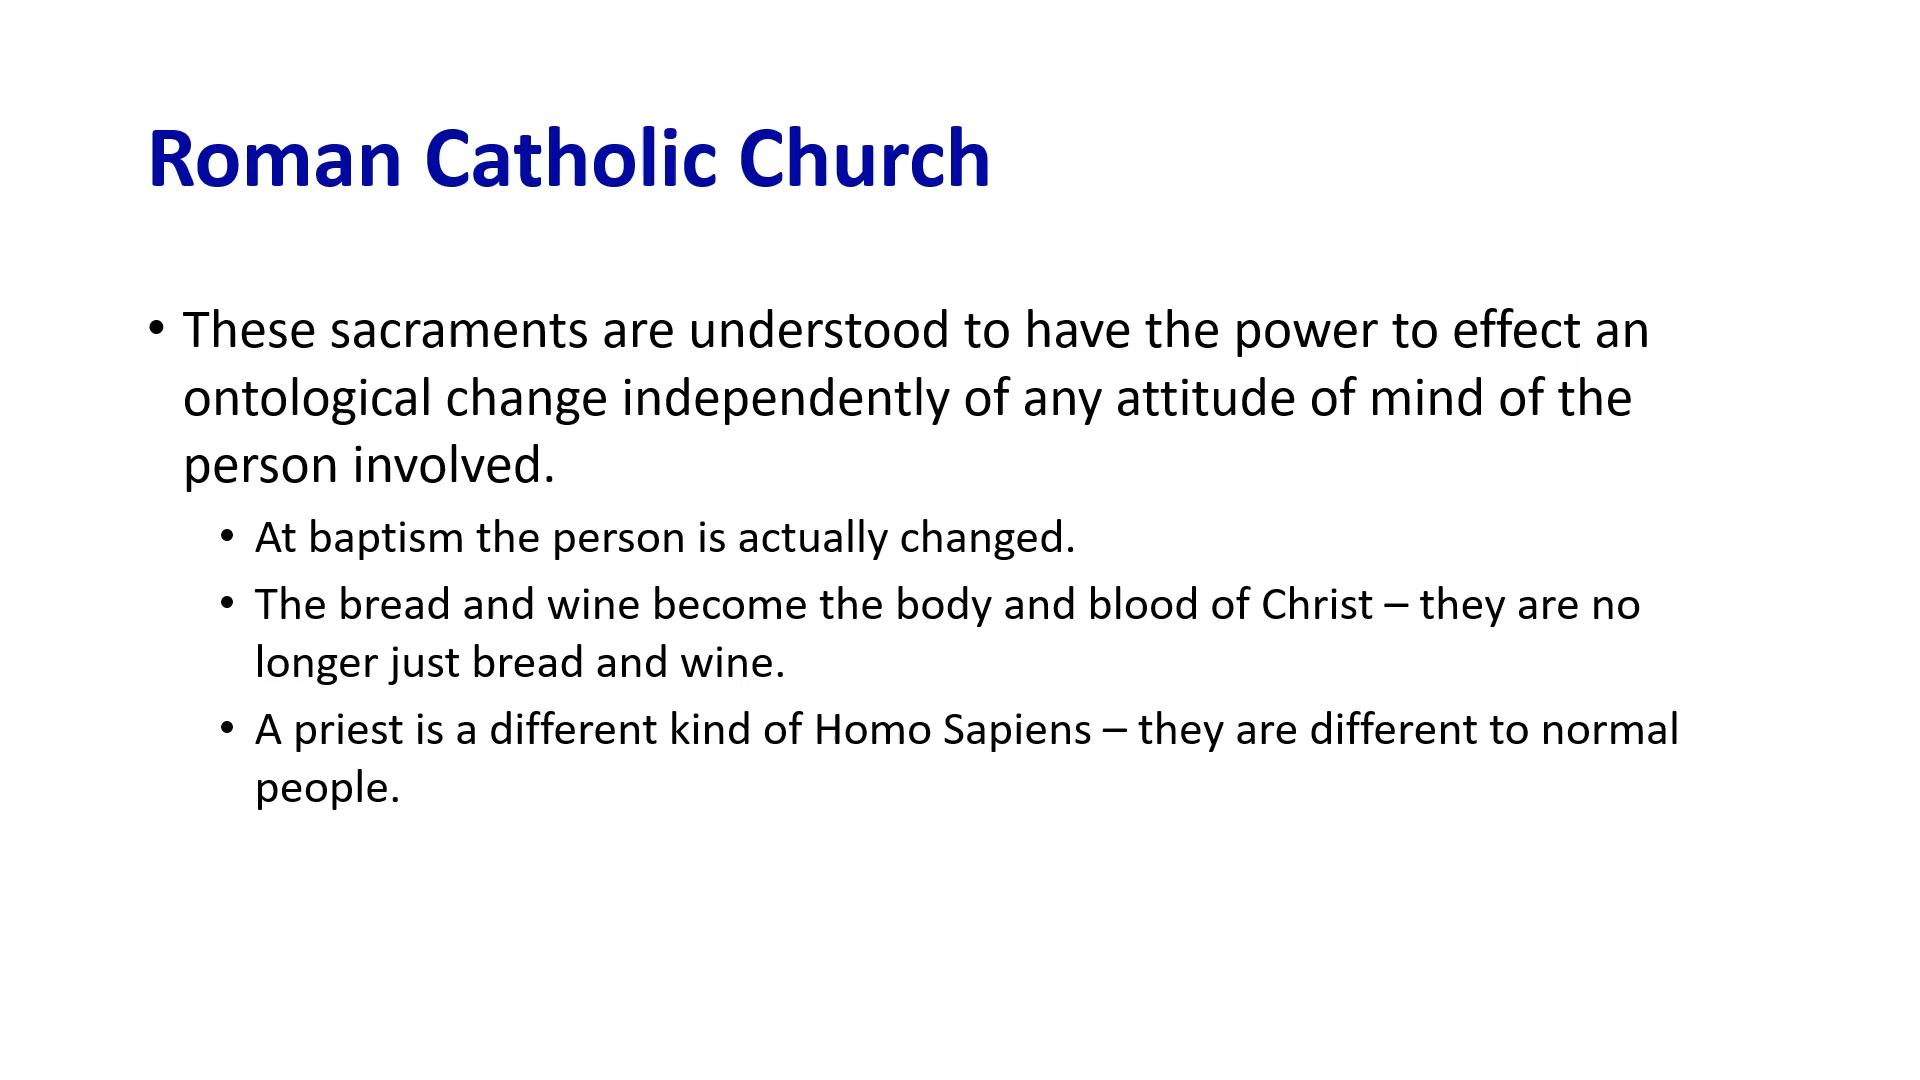 Roman Catholic Church
• These sacraments are understood to have the power to effect an
ontological change independently of any attitude of mind of the
person involved.
• At baptism the person is actually changed.
• The bread and wine become the body and blood of Christ – they are no
longer just bread and wine.
• A priest is a different kind of Homo Sapiens – they are different to normal
people.